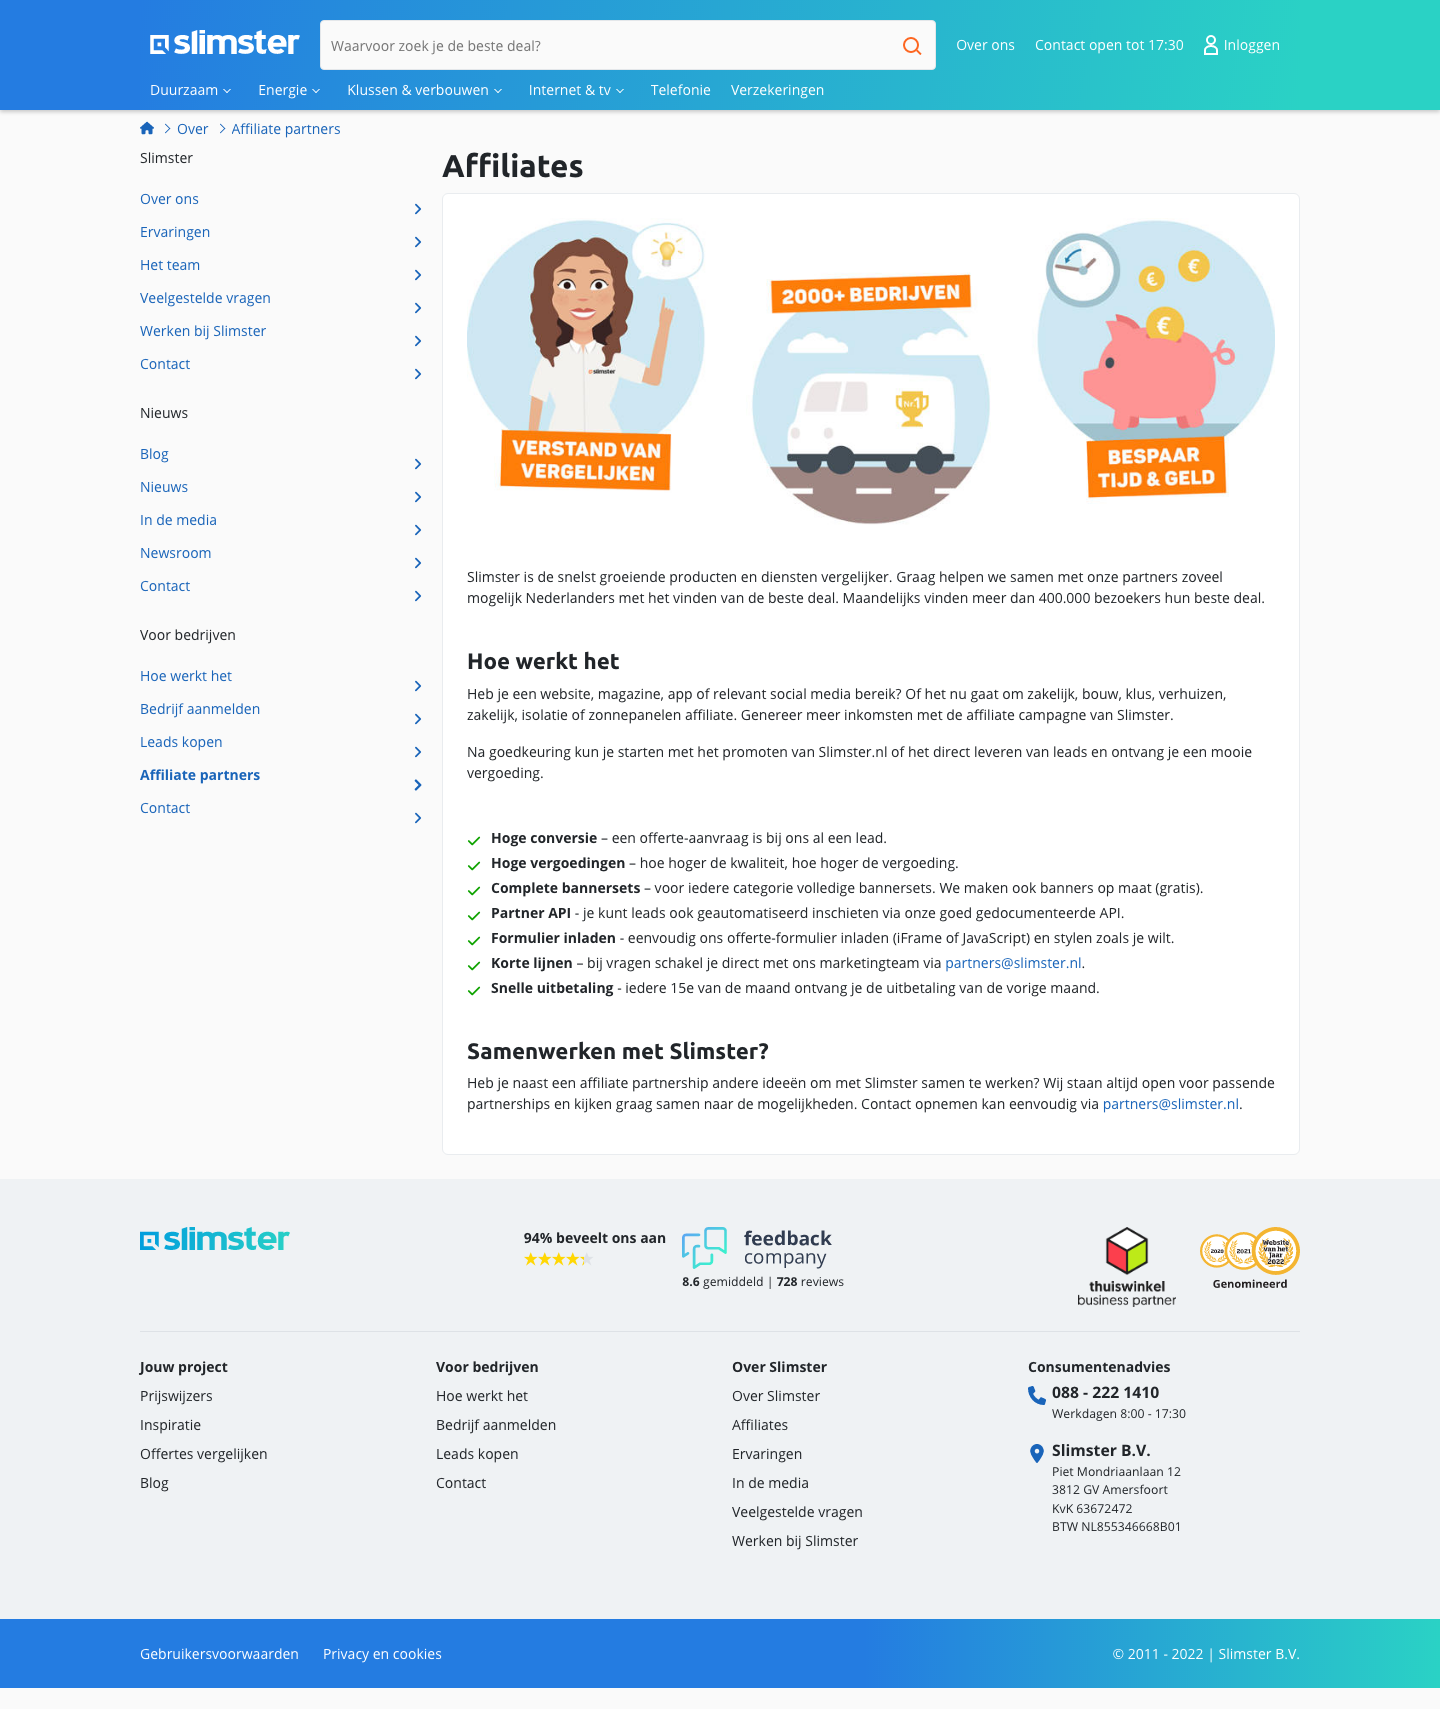 slimster
Waarvoor zoek je de beste deal?
Over ons
Contact open tot 17:30
Inloggen
Duurzaam
Energie
Klussen & verbouwen
Internet & tv
Telefonie
Verzekeringen
Over
Affiliate partners
Slimster
Over ons
Ervaringen
Het team
Veelgestelde vragen
Werken bij Slimster
Contact
Nieuws
Blog
Nieuws
In de media
Newsroom
Contact
Voor bedrijven
Hoe werkt het
Bedrijf aanmelden
Leads kopen
Affiliate partners
Contact
Affiliates
slimster
VERSTAND VAN
VERGELIJKEN
2000+ BEDRIJVEN
Nr 1
€
€
€
BESPAAR
TIJD & GELD
Slimster is de snelst groeiende producten en diensten vergelijker. Graag helpen we samen met onze partners zoveel
mogelijk Nederlanders met het vinden van de beste deal. Maandelijks vinden meer dan 400.000 bezoekers hun beste deal.
Hoe werkt het
Heb je een website, magazine, app of relevant social media bereik? Of het nu gaat om zakelijk, bouw, klus, verhuizen,
zakelijk, isolatie of zonnepanelen affiliate. Genereer meer inkomsten met de affiliate campagne van Slimster.
Na goedkeuring kun je starten met het promoten van Slimster.nl of het direct leveren van leads en ontvang je een mooie
vergoeding.
Hoge conversie – een offerte-aanvraag is bij ons al een lead.
Hoge vergoedingen – hoe hoger de kwaliteit, hoe hoger de vergoeding.
Complete bannersets – voor iedere categorie volledige bannersets. We maken ook banners op maat (gratis).
Partner API - je kunt leads ook geautomatiseerd inschieten via onze goed gedocumenteerde API.
Formulier inladen - eenvoudig ons offerte-formulier inladen (iFrame of JavaScript) en stylen zoals je wilt.
Korte lijnen – bij vragen schakel je direct met ons marketingteam via partners@slimster.nl.
Snelle uitbetaling - iedere 15e van de maand ontvang je de uitbetaling van de vorige maand.
Samenwerken met Slimster?
Heb je naast een affiliate partnership andere ideeën om met Slimster samen te werken? Wij staan altijd open voor passende
partnerships en kijken graag samen naar de mogelijkheden. Contact opnemen kan eenvoudig via partners@slimster.nl.
slimster
94% beveelt ons aan
feedback
company
8.6 gemiddeld | 728 reviews
thuiswinkel
business partner
2020
2021
Website
van het
Jaar
2022
Genomineerd
Jouw project
Prijswijzers
Inspiratie
Offertes vergelijken
Blog
Voor bedrijven
Hoe werkt het
Bedrijf aanmelden
Leads kopen
Contact
Over Slimster
Over Slimster
Affiliates
Ervaringen
In de media
Veelgestelde vragen
Werken bij Slimster
Consumentenadvies
088 - 222 1410
Werkdagen 8:00 - 17:30
Slimster B.V.
Piet Mondriaanlaan 12
3812 GV Amersfoort
KvK 63672472
BTW NL855346668B01
Gebruikersvoorwaarden
Privacy en cookies
© 2011 - 2022 | Slimster B.V.